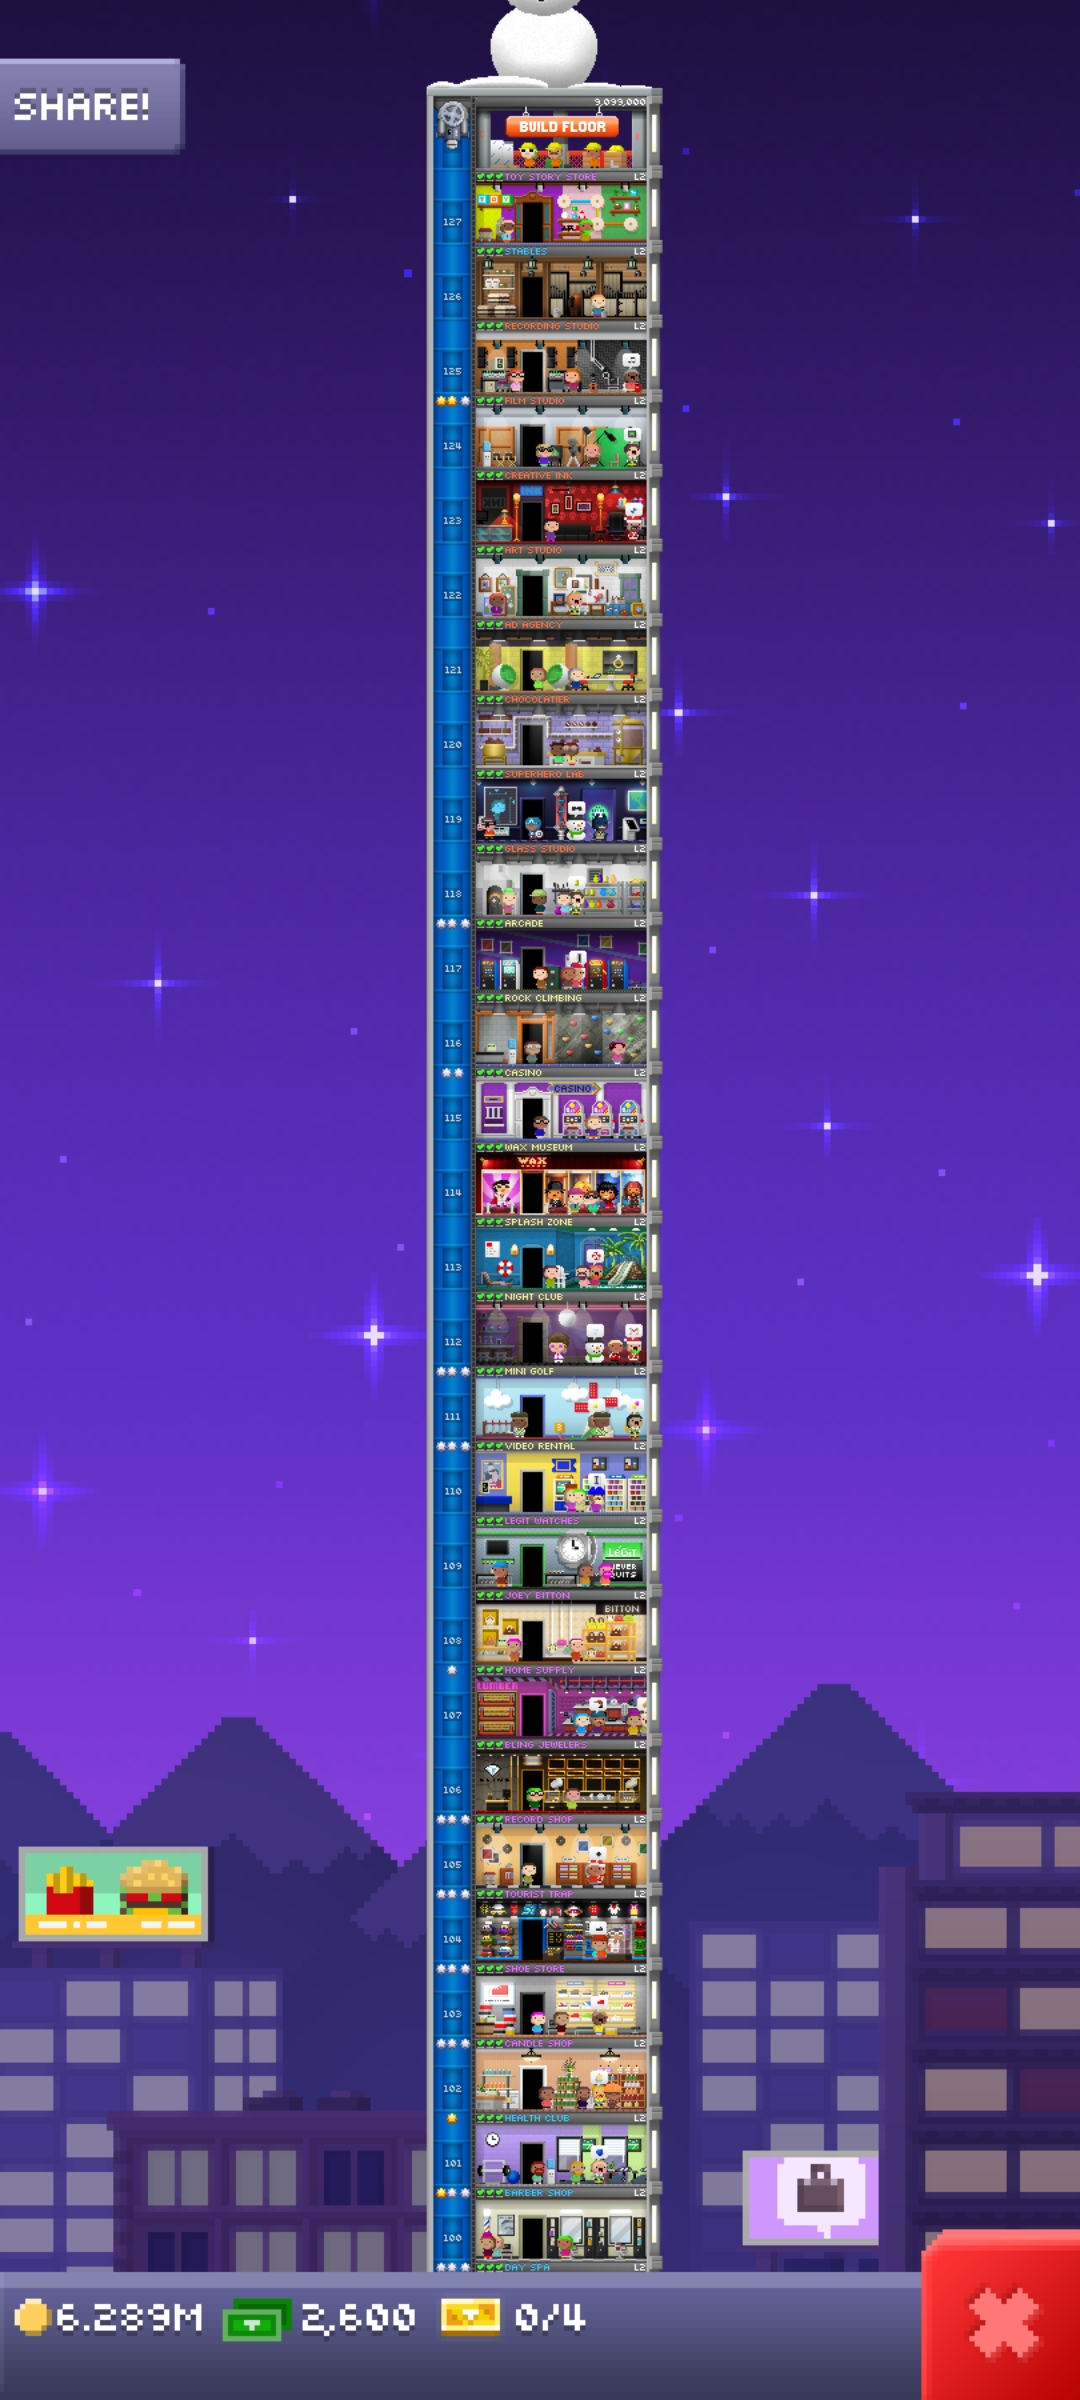 SHARE!
9,099,000
BUILD FLOOR
TOY STORY STORE L2
TOY
127
STABLES L2
126
RECORDING STUDIO L2
125
FILM STUDIO L2
124
CREATIVE INK L2
INK
123
ART STUDIO L2
122
AD AGENCY L2
121
CHOCOLATIER L2
120
SUPERHERO LAB L2
119
GLASS STUDIO L2
118
ARCADE L2
117
ROCK CLIMBING L2
116
CASINO L2
CASINO
115
WAX MUSEUM L2
WAX
114
SPLASH ZONE L2
113
NIGHT CLUB L2
112
MINI GOLF L2
111
VIDEO RENTAL L2
110
LEGIT WATCHES L2
LEGIT
109
JOEY BITTON L2
BITTON
108
HOME SUPPLY L2
LUMBER
107
BLING JEWELERS L2
BLING
106
RECORD SHOP L2
105
TOURIST TRAP L2
104
SHOE STORE L2
103
CANDLE SHOP L2
102
HEALTH CLUB L2
101
BARBER SHOP L2
100
DAY SPA L2
6.289M 2,600 0/4